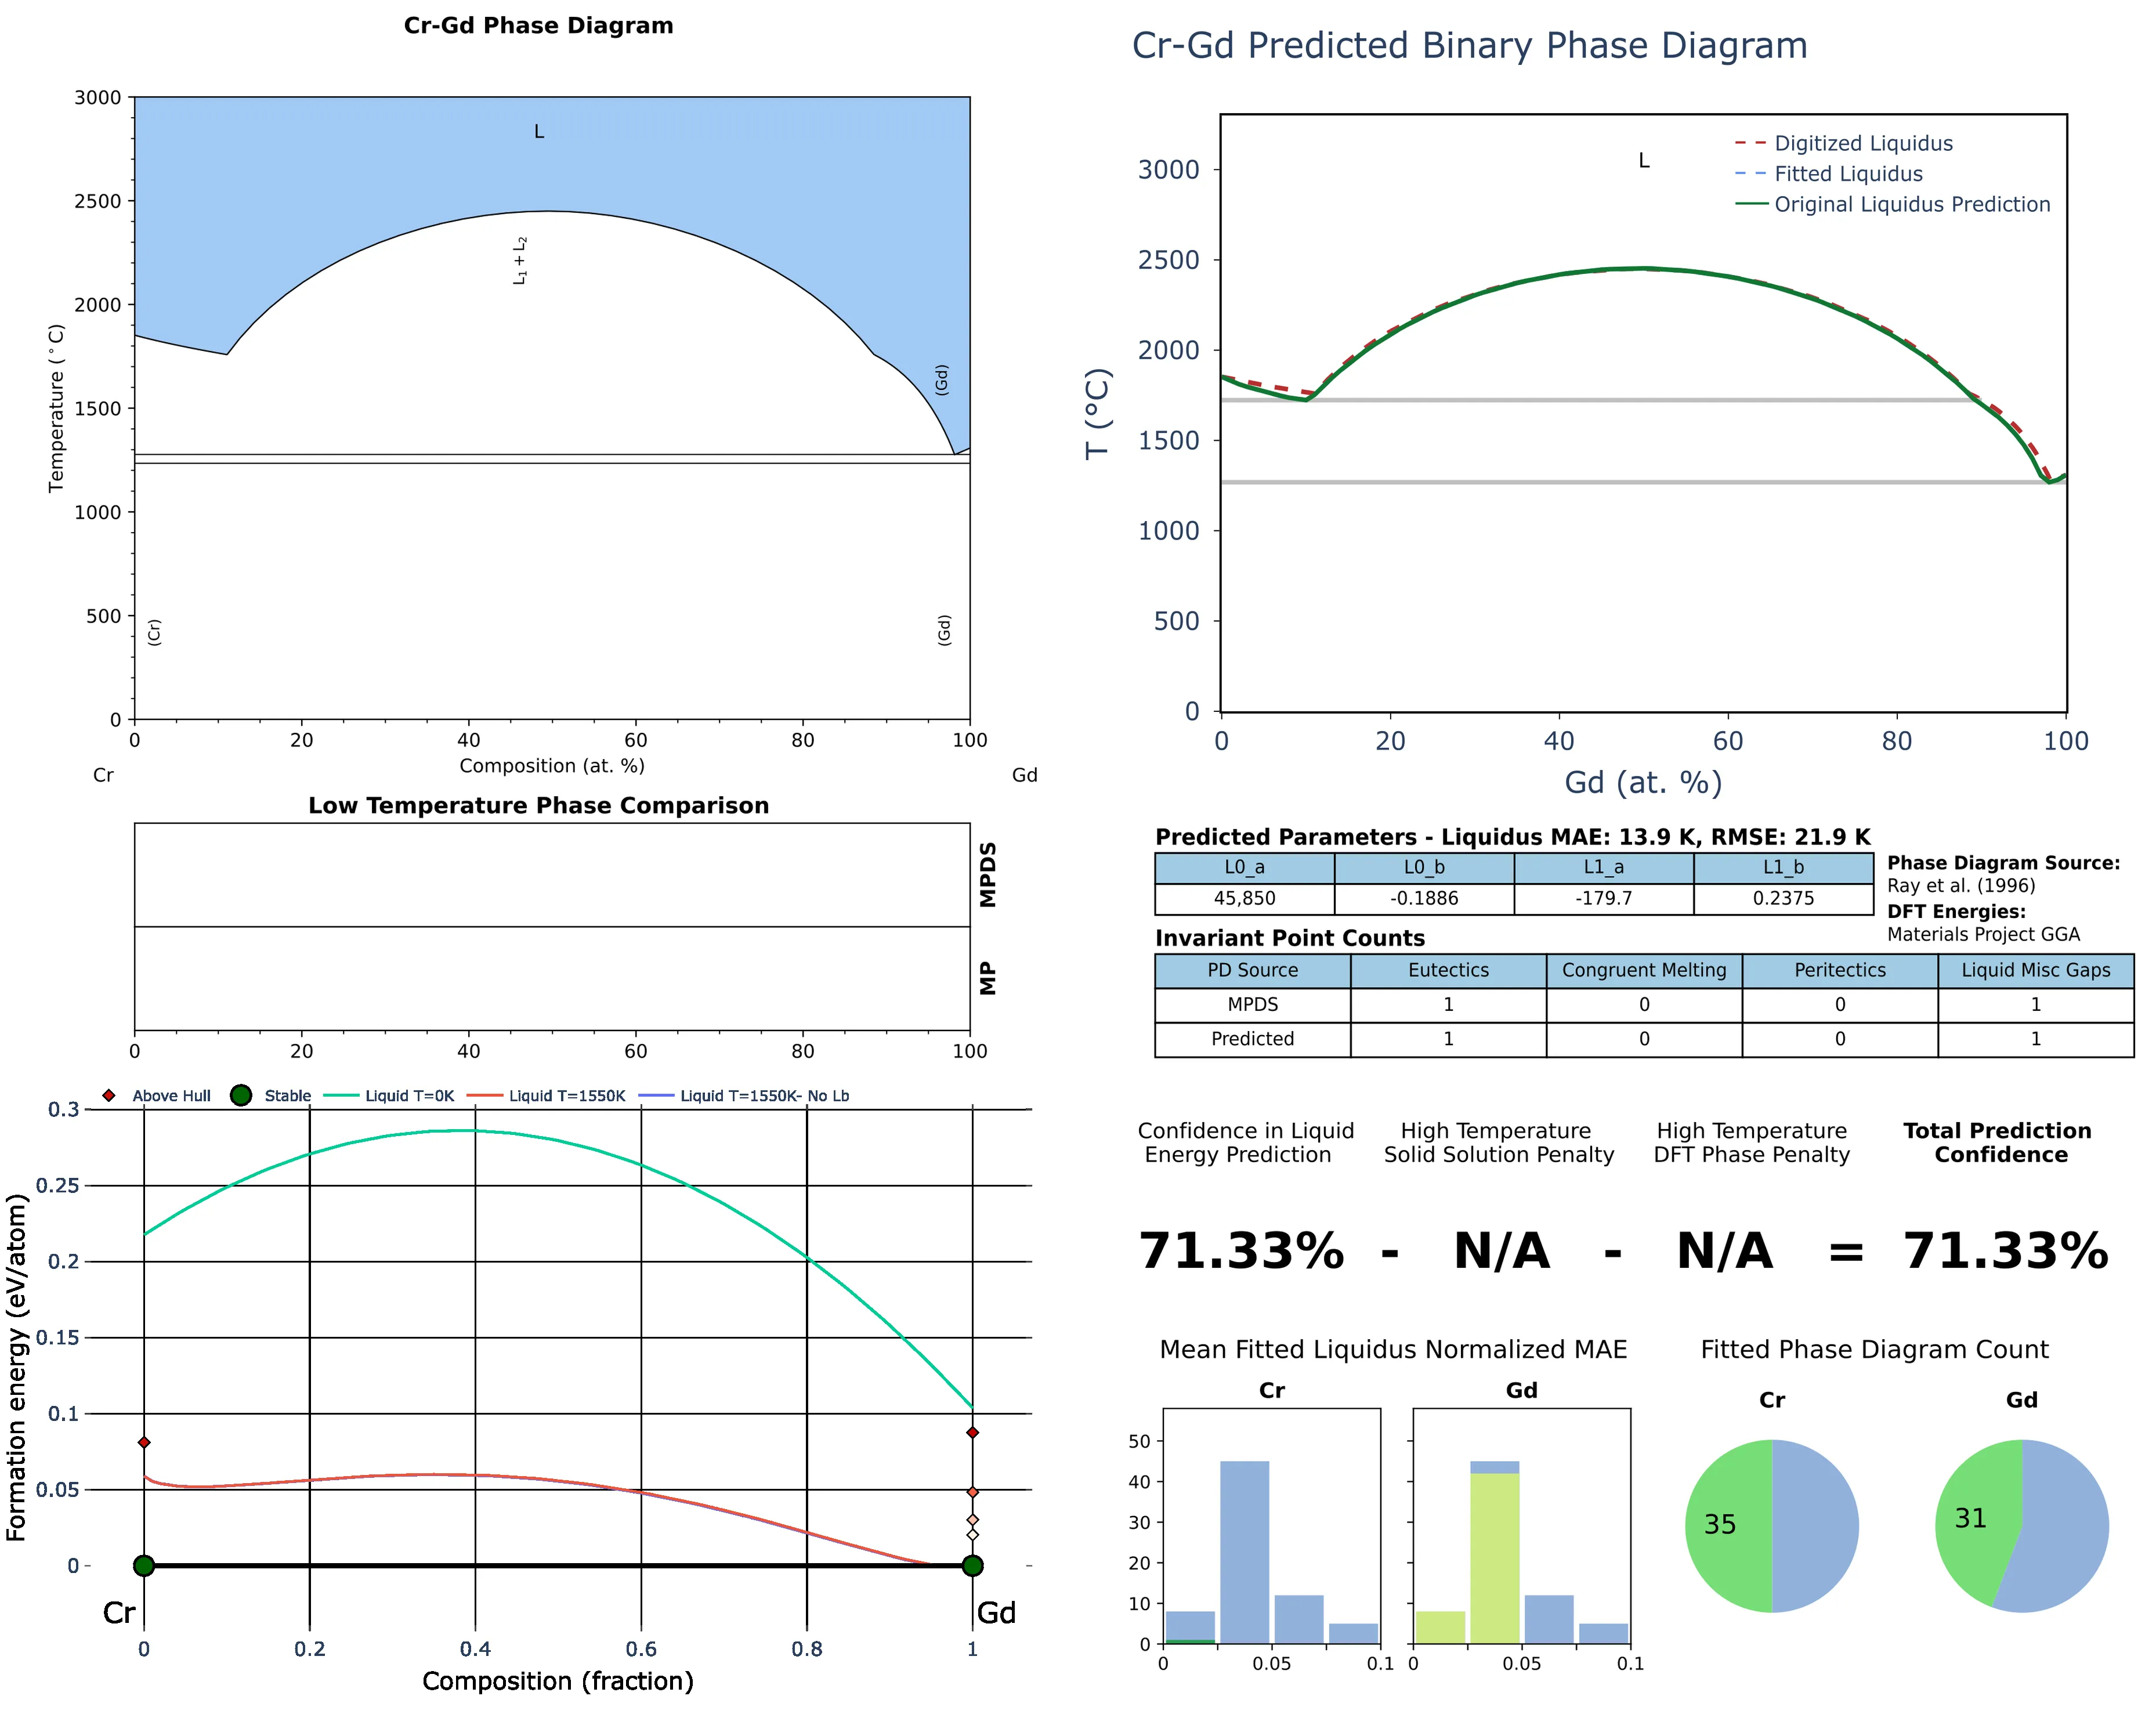 Cr-Gd Phase Diagram
3000
2500
2000
1500
1000
500
0
Temperature (°C)
L
L₁ + L₂
(Gd)
(Cr)
(Gd)
0 20 40 60 80 100
Composition (at. %)
Cr Gd
Cr-Gd Predicted Binary Phase Diagram
L
Digitized Liquidus
Fitted Liquidus
Original Liquidus Prediction
3000
2500
2000
1500
1000
500
0
T (°C)
0 20 40 60 80 100
Gd (at. %)
Low Temperature Phase Comparison
MPDS
MP
0 20 40 60 80 100
Predicted Parameters - Liquidus MAE: 13.9 K, RMSE: 21.9 K
L0_a L0_b L1_a L1_b
45,850 -0.1886 -179.7 0.2375
Phase Diagram Source:
Ray et al. (1996)
DFT Energies:
Materials Project GGA
Invariant Point Counts
PD Source Eutectics Congruent Melting Peritectics Liquid Misc Gaps
MPDS 1 0 0 1
Predicted 1 0 0 1
Above Hull Stable Liquid T=0K Liquid T=1550K Liquid T=1550K- No Lb
0.3
0.25
0.2
0.15
0.1
0.05
0
Formation energy (eV/atom)
Cr Gd
0 0.2 0.4 0.6 0.8 1
Composition (fraction)
Confidence in Liquid
Energy Prediction
High Temperature
Solid Solution Penalty
High Temperature
DFT Phase Penalty
Total Prediction
Confidence
71.33% - N/A - N/A = 71.33%
Mean Fitted Liquidus Normalized MAE
Cr Gd
50
40
30
20
10
0
0 0.05 0.1 0 0.05 0.1
Fitted Phase Diagram Count
Cr Gd
35 31